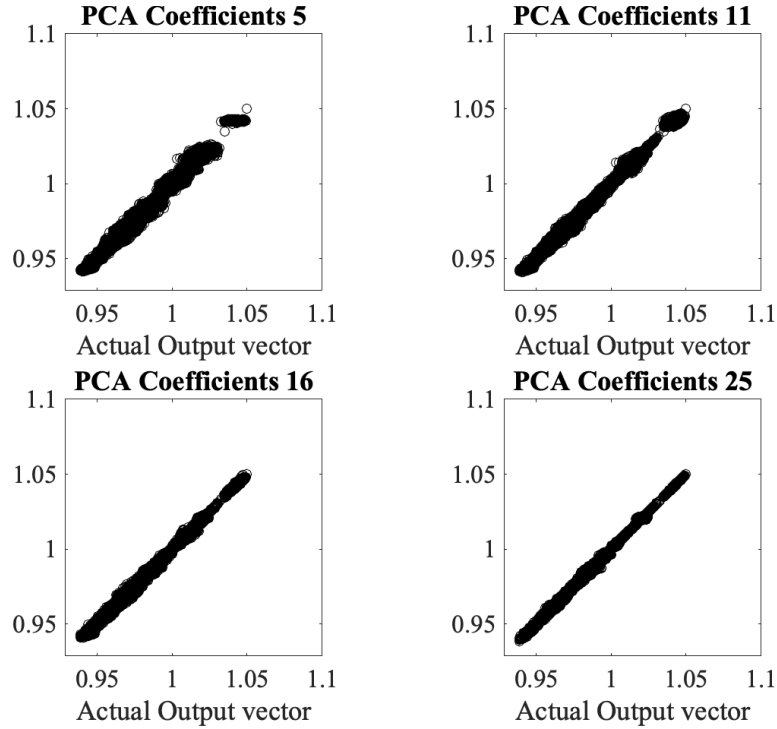 PCA Coefficients 5
1.1
1.05
1
0.95
0.95 1 1.05 1.1
Actual Output vector
PCA Coefficients 11
1.1
1.05
1
0.95
0.95 1 1.05 1.1
Actual Output vector
PCA Coefficients 16
1.1
1.05
1
0.95
0.95 1 1.05 1.1
Actual Output vector
PCA Coefficients 25
1.1
1.05
1
0.95
0.95 1 1.05 1.1
Actual Output vector